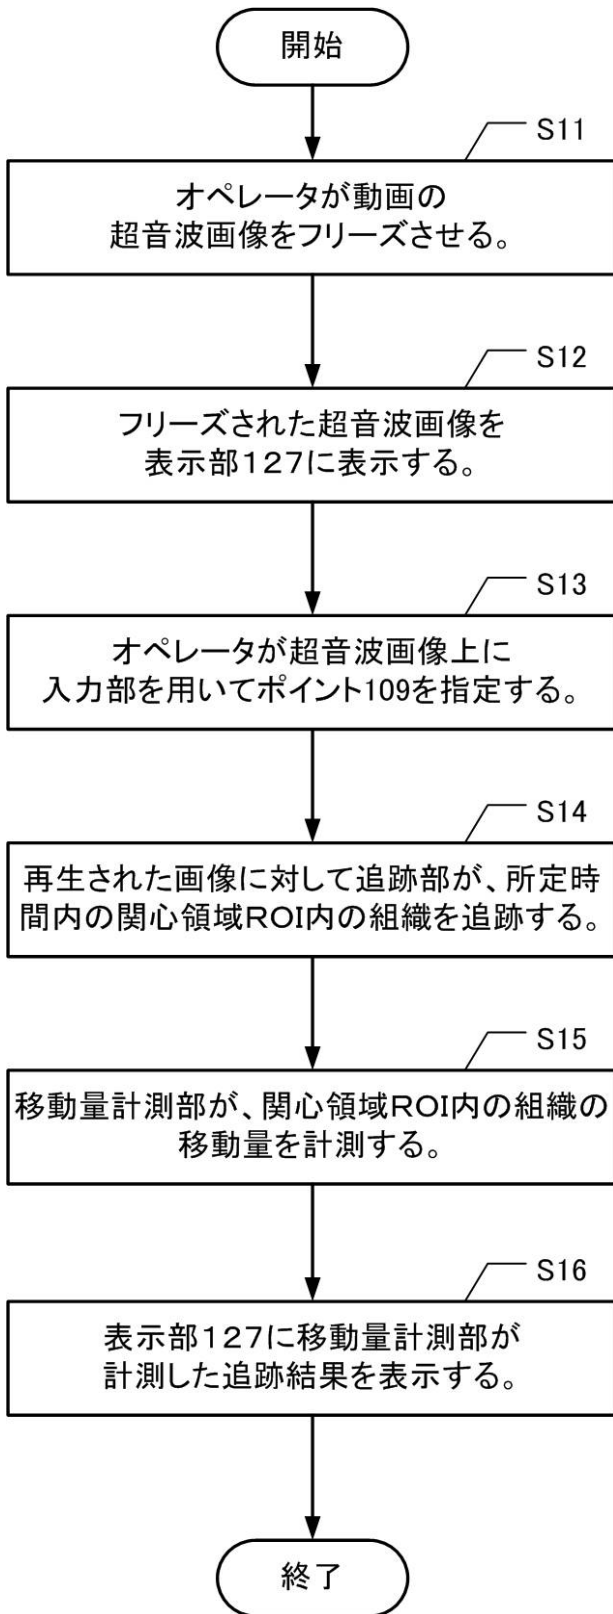 開始
S11
オペレータが動画の
超音波画像をフリーズさせる。
S12
フリーズされた超音波画像を
表示部127に表示する。
S13
オペレータが超音波画像上に
入力部を用いてポイント109を指定する。
S14
再生された画像に対して追跡部が、所定時
間内の関心領域ROI内の組織を追跡する。
S15
移動量計測部が、関心領域ROI内の組織の
移動量を計測する。
S16
表示部127に移動量計測部が
計測した追跡結果を表示する。
終了